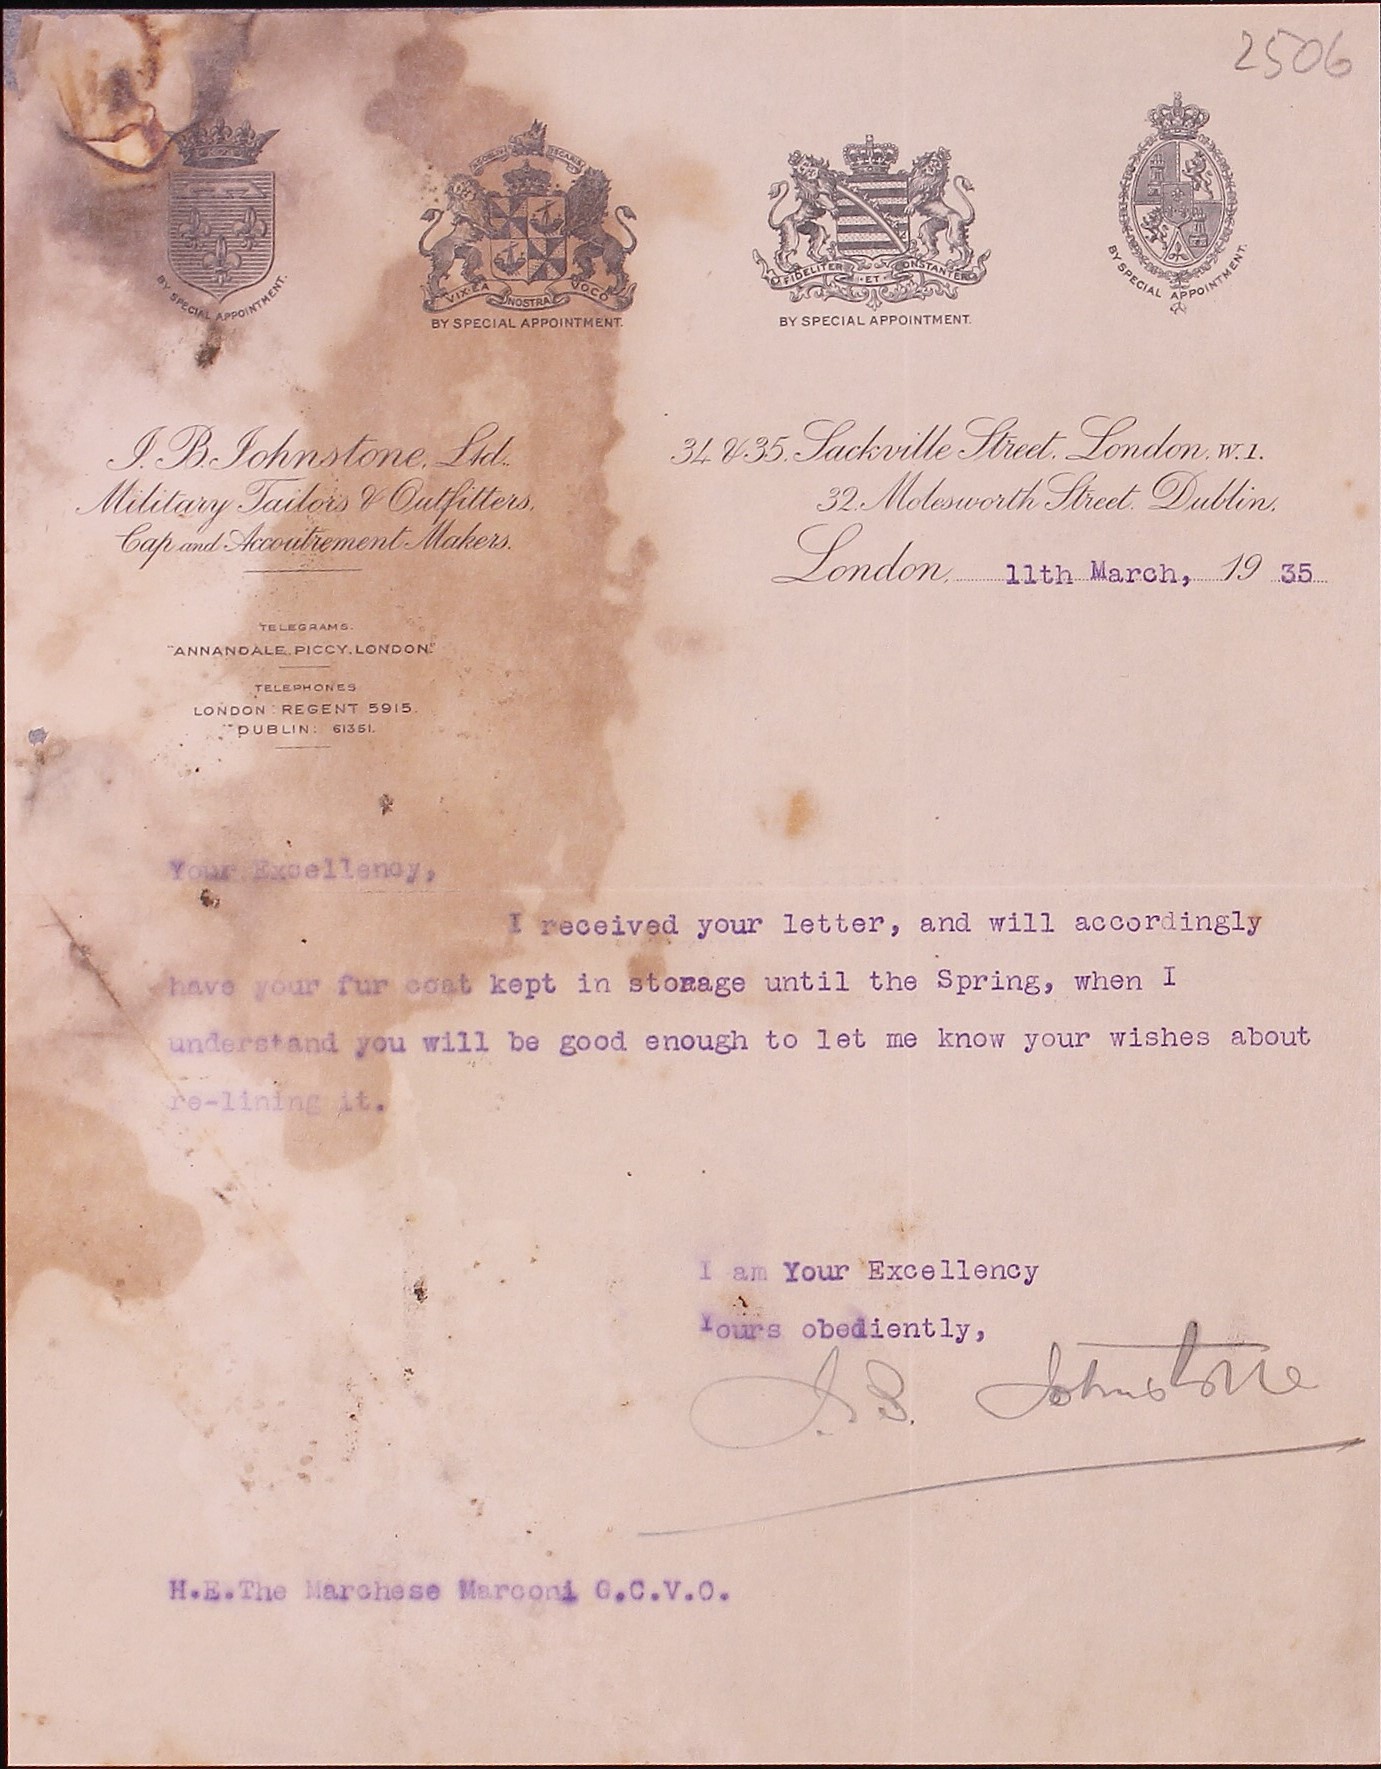 2506
BY SPECIAL APPOINTMENT.
VIX EA NOSTRA VOCO
BY SPECIAL APPOINTMENT.
FIDELITER ET CONSTANTER
BY SPECIAL APPOINTMENT.
BY SPECIAL APPOINTMENT.
J. B. Johnstone, Ltd.
Military Tailors & Outfitters,
Cap and Accoutrement Makers.
34 & 35. Sackville Street. London. W.1.
32. Molesworth Street. Dublin.
London, 11th March, 1935
TELEGRAMS.
"ANNANDALE, PICCY, LONDON."
TELEPHONES
LONDON: REGENT 5915.
DUBLIN: 61351.
Your Excellency,
I received your letter, and will accordingly
have your fur coat kept in storage until the Spring, when I
understand you will be good enough to let me know your wishes about
re-lining it.
I am Your Excellency
Yours obediently,
J. B. Johnstone
H.E.The Marchese Marconi G.C.V.O.